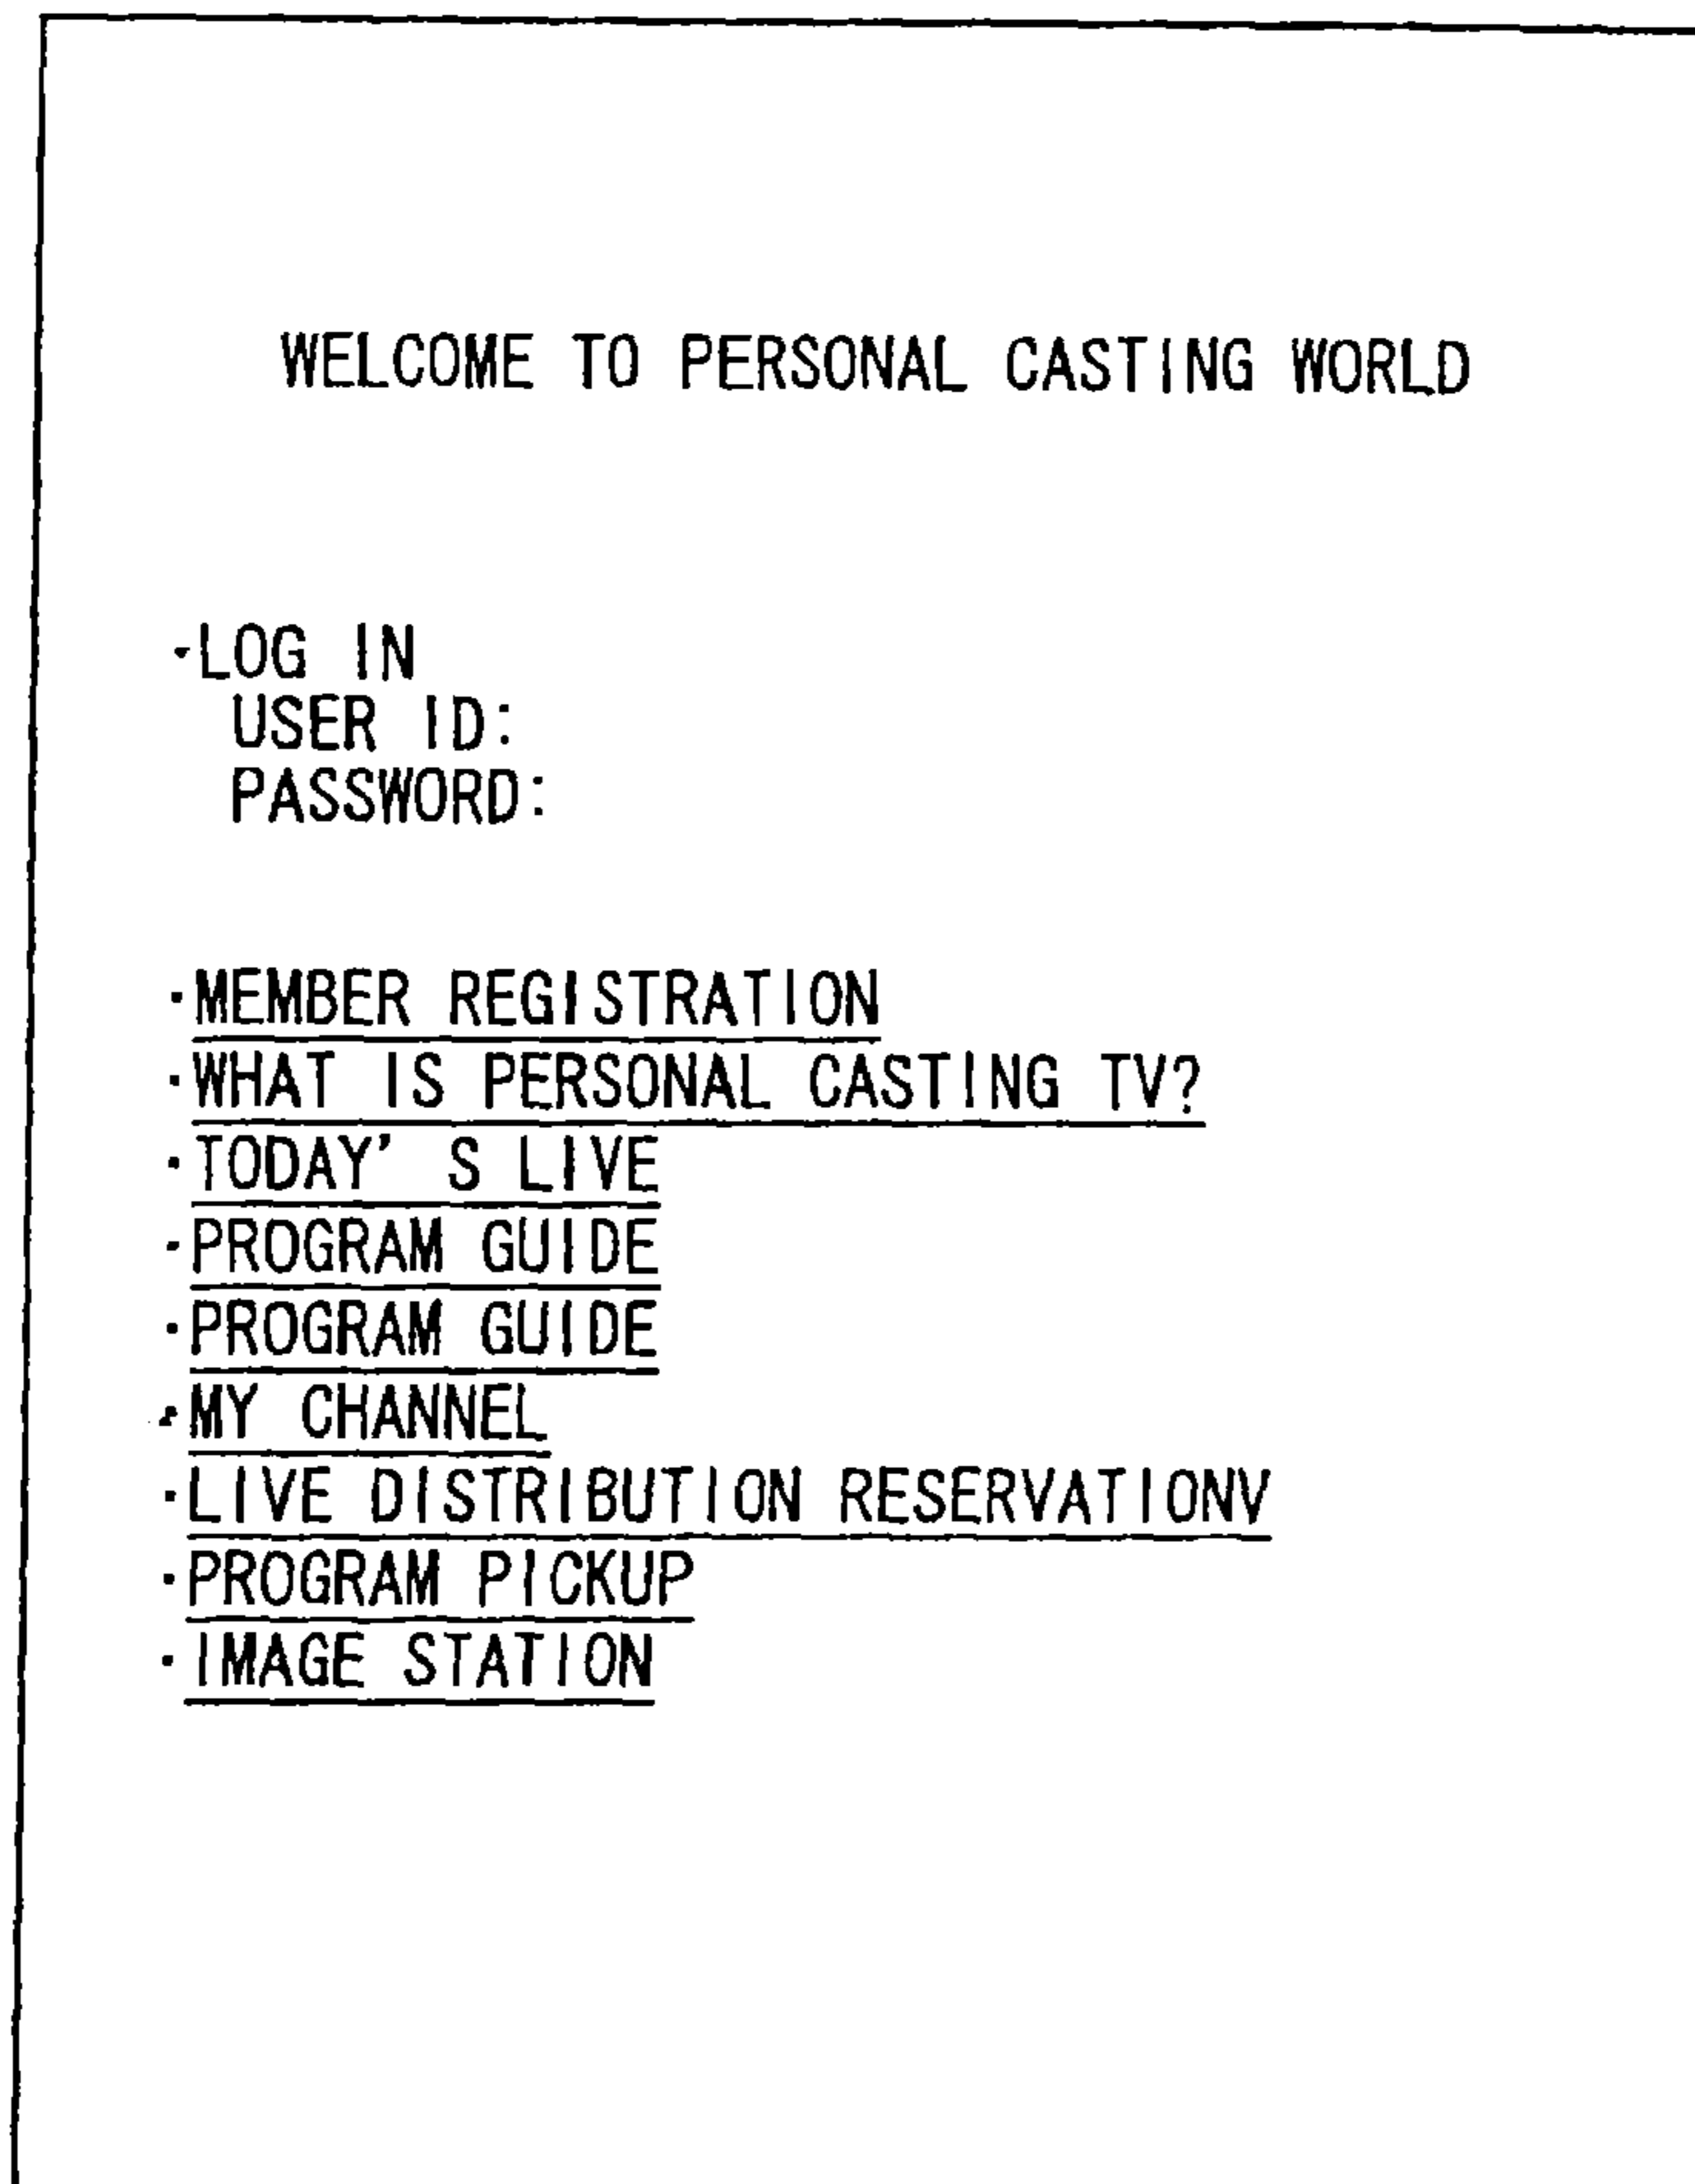 WELCOME TO PERSONAL CASTING WORLD
・LOG IN
USER ID:
PASSWORD:
・MEMBER REGISTRATION
・WHAT IS PERSONAL CASTING TV?
・TODAY' S LIVE
・PROGRAM GUIDE
・PROGRAM GUIDE
・MY CHANNEL
・LIVE DISTRIBUTION RESERVATIONV
・PROGRAM PICKUP
・IMAGE STATION